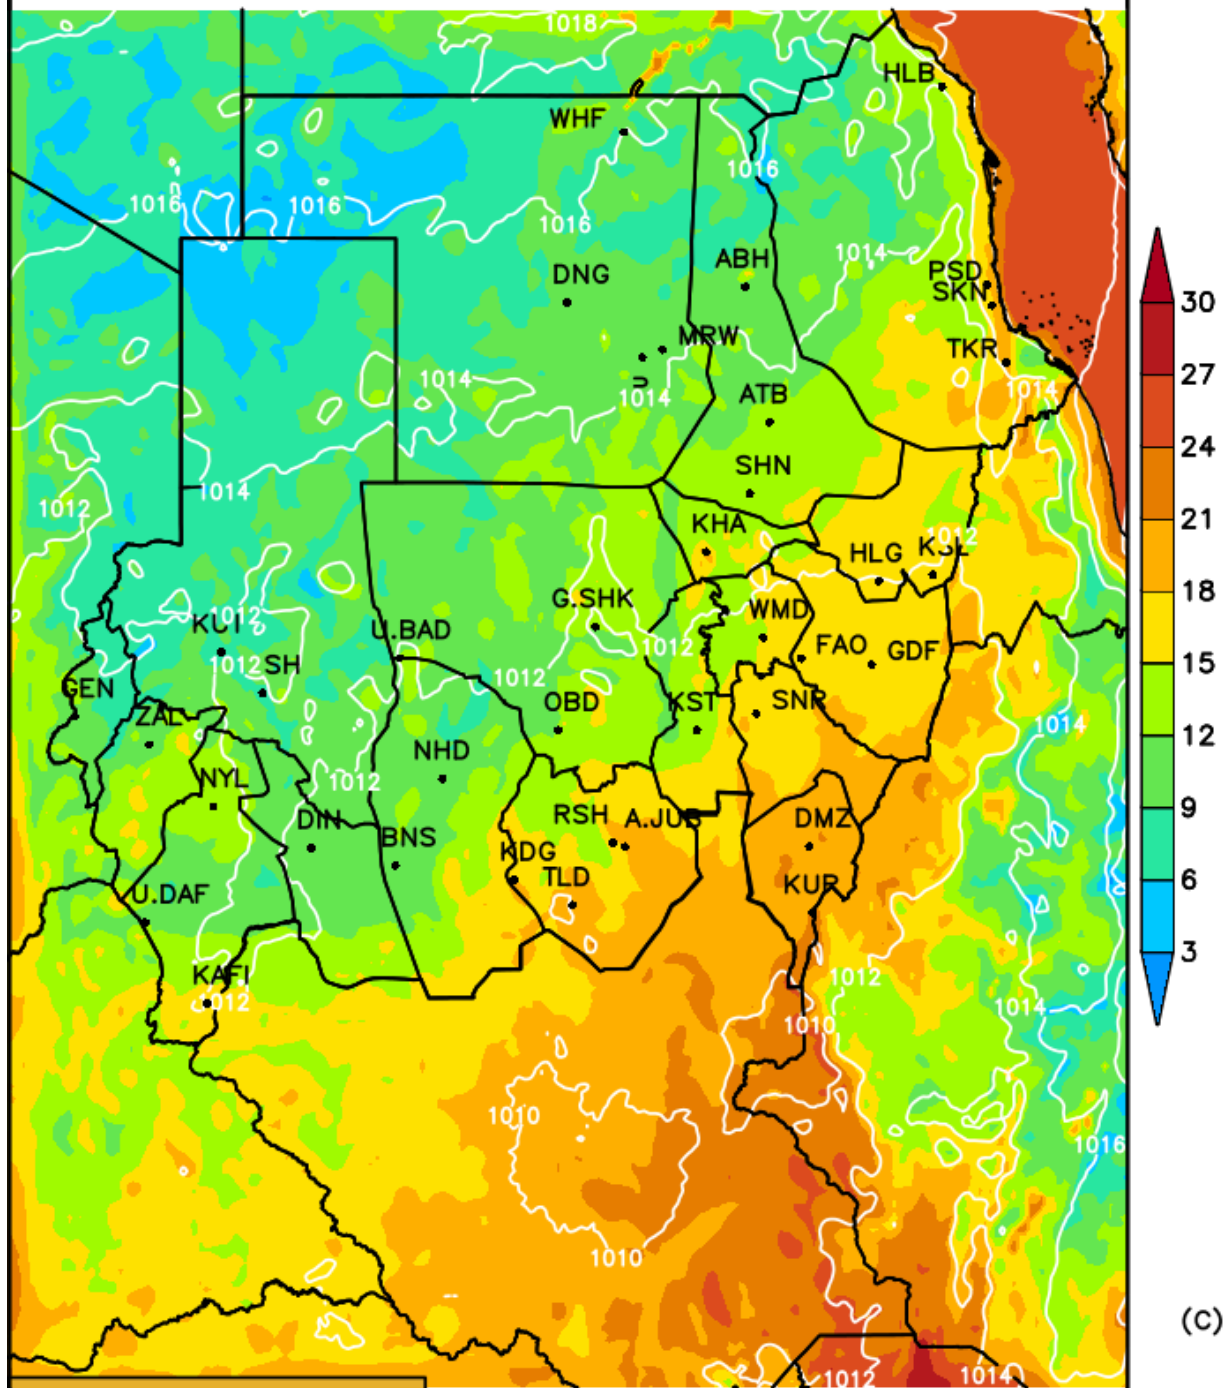 1018
HLB
WHF
1016
1016
1016
1016
1014
ABH
DNG
PSD
SKN
30
MRW
TKR
27
1014
1014
1014
ATB
24
SHN
1014
1012
21
KHA
1012
HLG
KSL
18
G.SHK
WMD
1012
KUT
U.BAD
1012
FAO
GDF
15
1012
SH
1012
GEN
OBD
KST
SNR
ZAL
1014
12
NHD
NYL
1012
9
DIN
RSH
A.JUB
DMZ
BNS
KDG
TLD
KUR
6
U.DAF
3
KAFI
1012
1012
1014
1010
1010
1016
1010
(C)
1012
1014